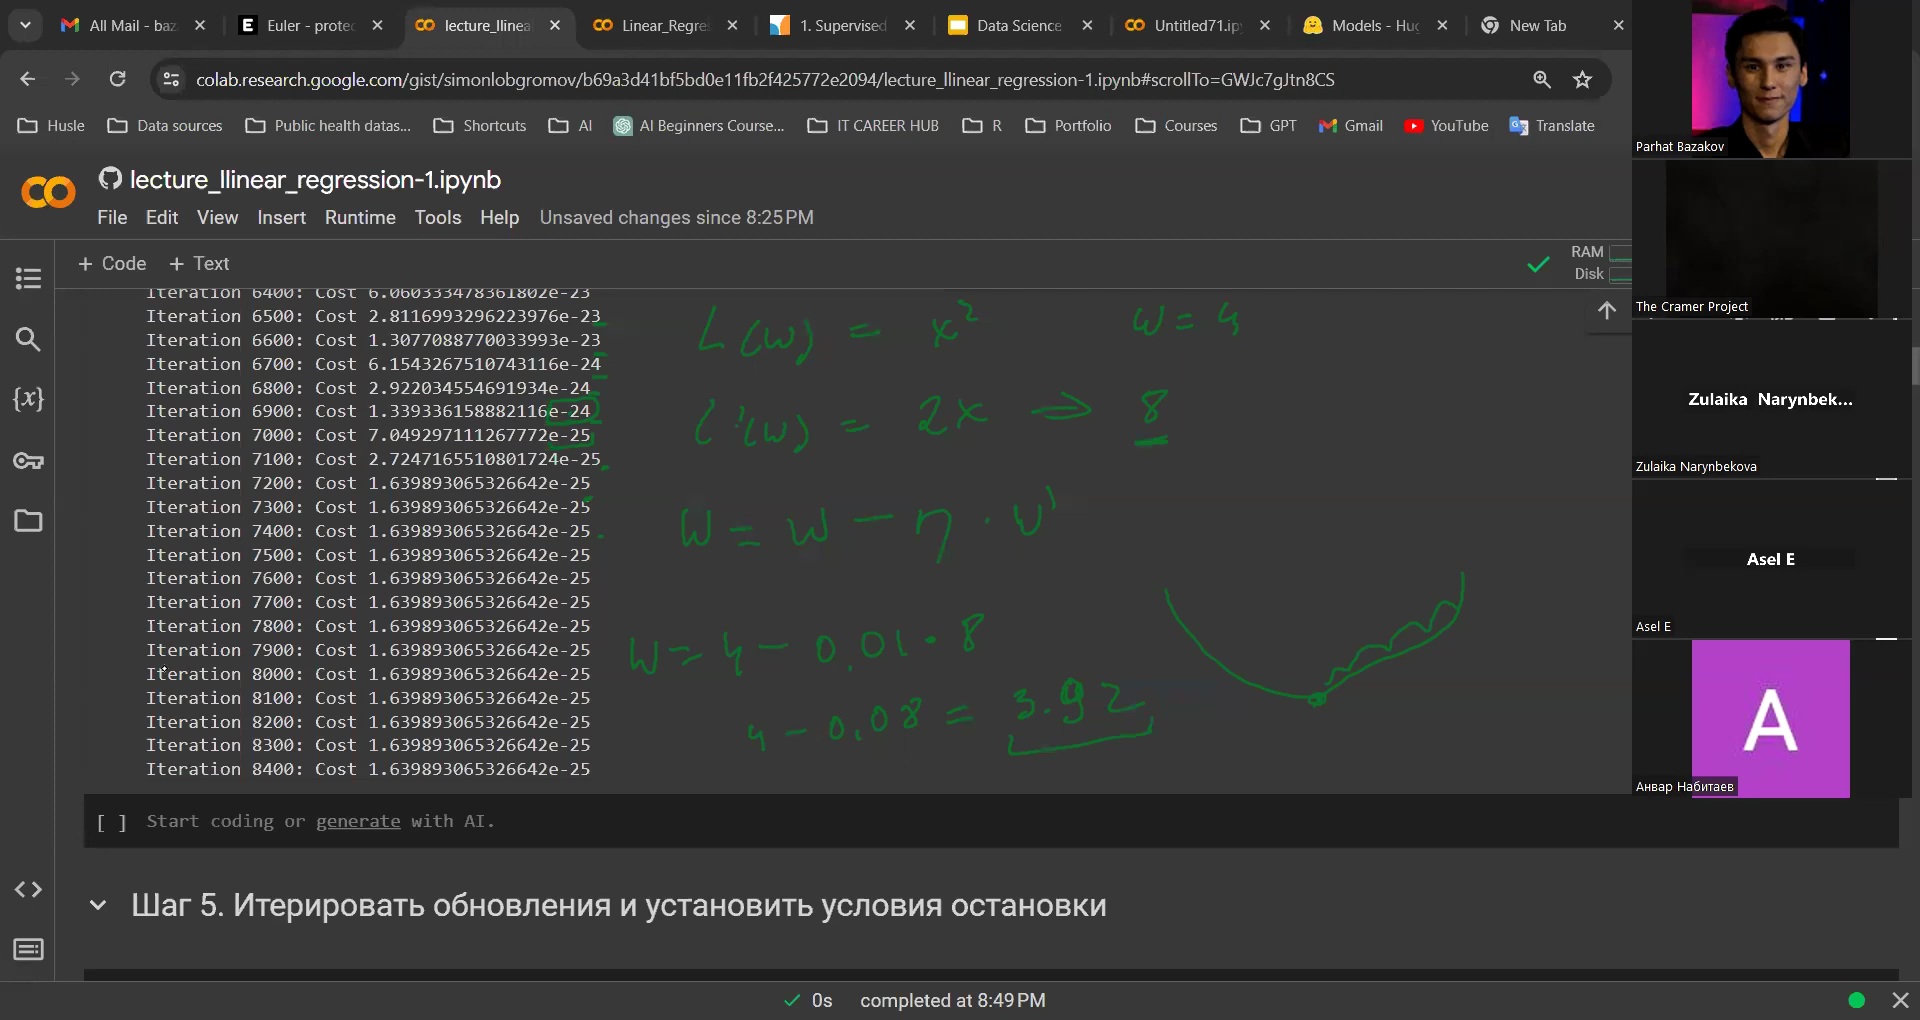 All Mail - baz
Euler - protec
lecture_llinea
Linear_Regres
1. Supervised
Data Science
Untitled71.ip
Models - Hug
New Tab
colab.research.google.com/gist/simonlobgromov/b69a3d41bf5bd0e11fb2f425772e2094/lecture_llinear_regression-1.ipynb#scrollTo=GWJc7gJtn8CS
Husle
Data sources
Public health datas...
Shortcuts
AI
AI Beginners Course...
IT CAREER HUB
R
Portfolio
Courses
GPT
Gmail
YouTube
Translate
lecture_llinear_regression-1.ipynb
File Edit View Insert Runtime Tools Help Unsaved changes since 8:25 PM
+ Code + Text
RAM
Disk
Iteration 6400: Cost 6.060333478361802e-23
Iteration 6500: Cost 2.8116993296223976e-23
Iteration 6600: Cost 1.3077088770033993e-23
Iteration 6700: Cost 6.1543267510743116e-24
Iteration 6800: Cost 2.922034554691934e-24
Iteration 6900: Cost 1.339336158882116e-24
Iteration 7000: Cost 7.049297111267772e-25
Iteration 7100: Cost 2.7247165510801724e-25
Iteration 7200: Cost 1.639893065326642e-25
Iteration 7300: Cost 1.639893065326642e-25
Iteration 7400: Cost 1.639893065326642e-25
Iteration 7500: Cost 1.639893065326642e-25
Iteration 7600: Cost 1.639893065326642e-25
Iteration 7700: Cost 1.639893065326642e-25
Iteration 7800: Cost 1.639893065326642e-25
Iteration 7900: Cost 1.639893065326642e-25
Iteration 8000: Cost 1.639893065326642e-25
Iteration 8100: Cost 1.639893065326642e-25
Iteration 8200: Cost 1.639893065326642e-25
Iteration 8300: Cost 1.639893065326642e-25
Iteration 8400: Cost 1.639893065326642e-25
L(w) = x² w = 4
L'(w) = 2x ⇒ 8
W = w - η · w'
W = 4 - 0.01 · 8
4 - 0.08 = 3.92
[ ] Start coding or generate with AI.
Шаг 5. Итерировать обновления и установить условия остановки
0s completed at 8:49 PM
Parhat Bazakov
The Cramer Project
Zulaika Narynbek...
Zulaika Narynbekova
Asel E
Asel E
A
Анвар Набитаев